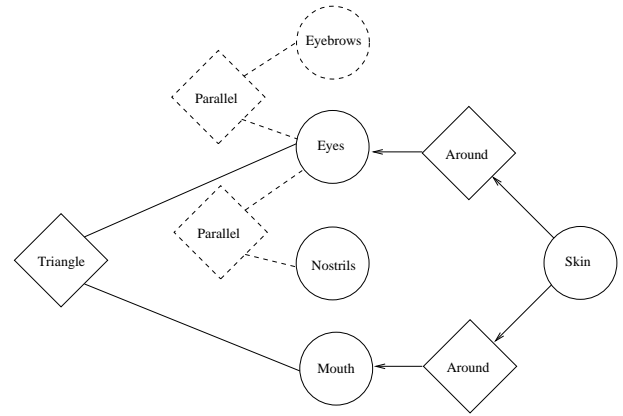 Eyebrows
Parallel
Eyes
Around
Parallel
Triangle
Nostrils
Skin
Mouth
Around